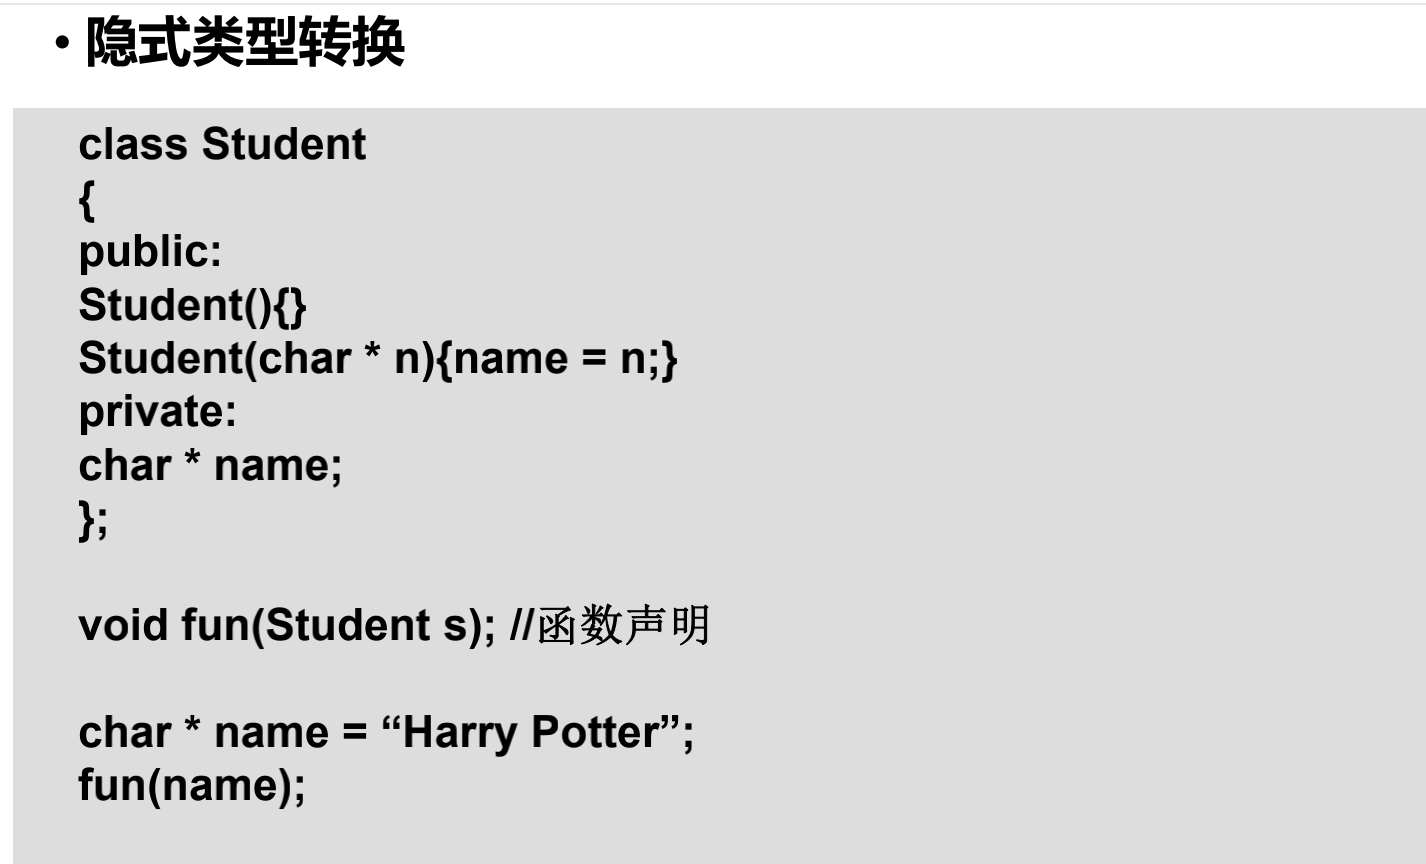 • 隐式类型转换
class Student
{
public:
Student(){}
Student(char * n){name = n;}
private:
char * name;
};
void fun(Student s); //函数声明
char * name = “Harry Potter”;
fun(name);